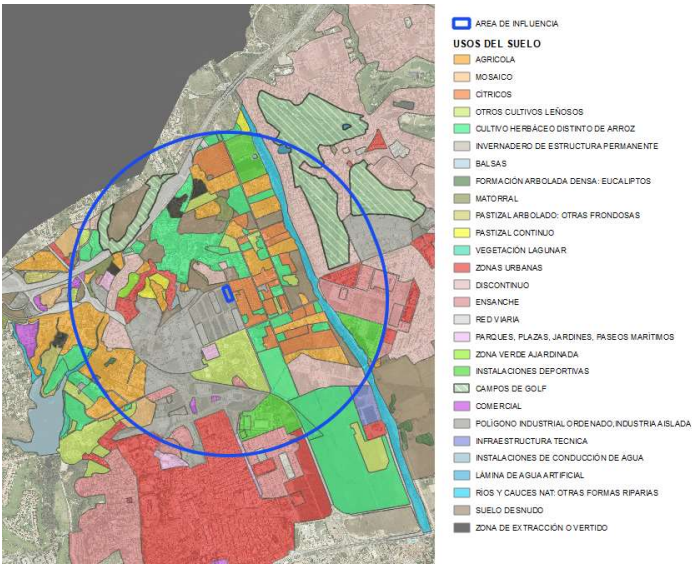 AREA DE INFLUENCIA
USOS DEL SUELO
AGRICOLA
MOSAICO
CÍTRICOS
OTROS CULTIVOS LEÑOSOS
CULTIVO HERBÁCEO DISTINTO DE ARROZ
INVERNADERO DE ESTRUCTURA PERMANENTE
BALSAS
FORMACIÓN ARBOLADA DENSA: EUCALIPTOS
MATORRAL
PASTIZAL ARBOLADO: OTRAS FRONDOSAS
PASTIZAL CONTINUO
VEGETACIÓN LAGUNAR
ZONAS URBANAS
DISCONTINUO
ENSANCHE
RED VIARIA
PARQUES, PLAZAS, JARDINES, PASEOS MARÍTIMOS
ZONA VERDE AJARDINADA
INSTALACIONES DEPORTIVAS
CAMPOS DE GOLF
COMERCIAL
POLÍGONO INDUSTRIAL ORDENADO,INDUSTRIA AISLADA
INFRAESTRUCTURA TECNICA
INSTALACIONES DE CONDUCCIÓN DE AGUA
LÁMINA DE AGUA ARTIFICIAL
RIOS Y CAUCES NAT: OTRAS FORMAS RIPARIAS
SUELO DESNUDO
ZONA DE EXTRACCIÓN O VERTIDO